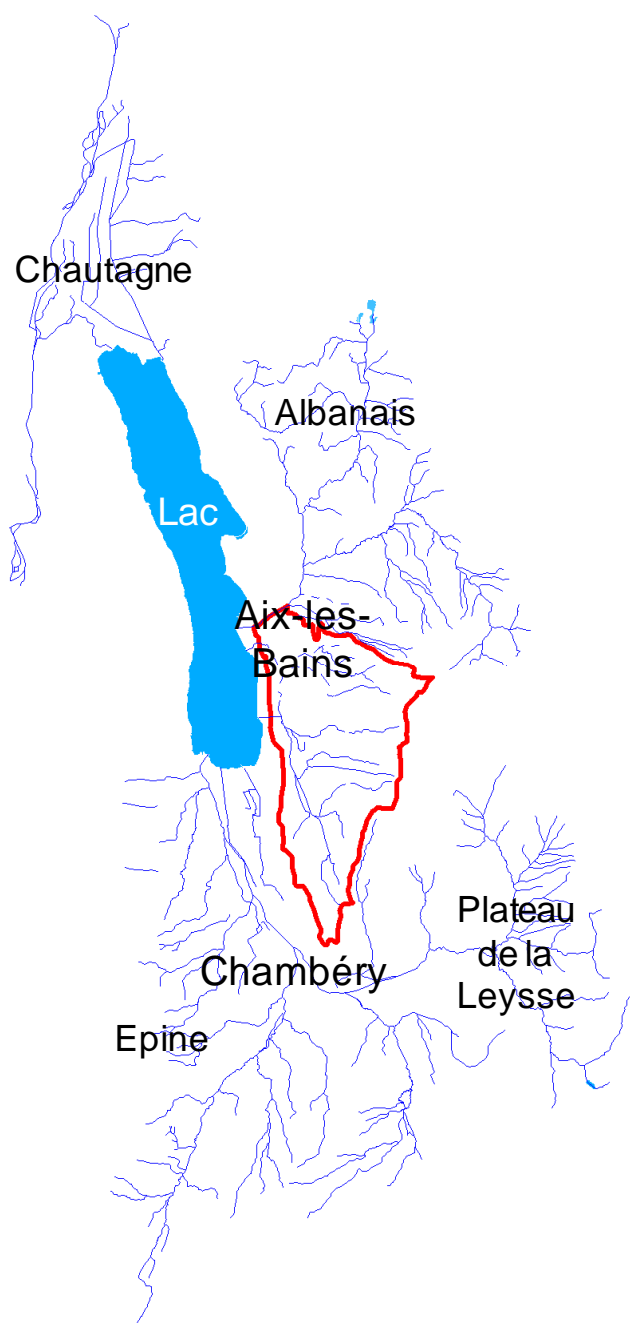 Chautagne
Albanais
Lac
Aix-les-
Bains
Plateau
de la
Leysse
Chambéry
Epine